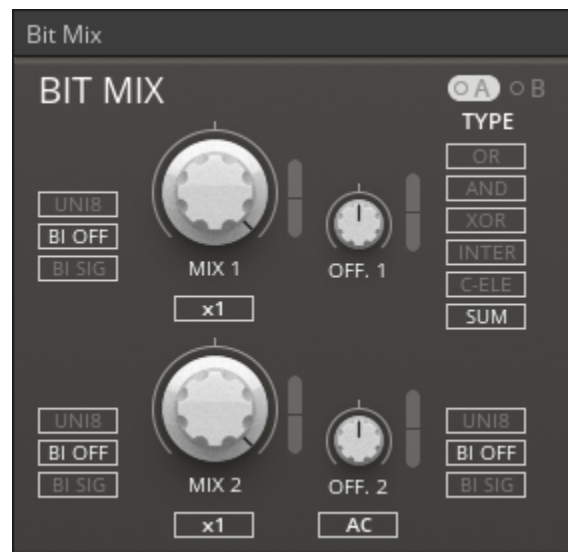 Bit Mix
BIT MIX
A B
TYPE
OR
AND
XOR
INTER
C-ELE
SUM
UNI8
BI OFF
BI SIG
MIX 1
OFF. 1
x1
UNI8
BI OFF
BI SIG
MIX 2
OFF. 2
UNI8
BI OFF
BI SIG
x1
AC